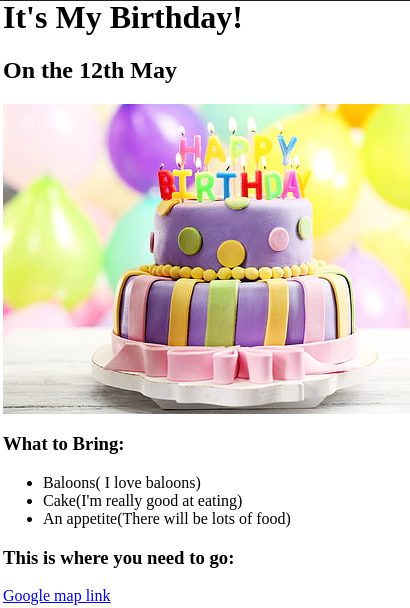 It's My Birthday!
On the 12th May
HAPPY
BIRTHDAY
What to Bring:
Baloons( I love baloons)
Cake(I'm really good at eating)
An appetite(There will be lots of food)
This is where you need to go:
Google map link